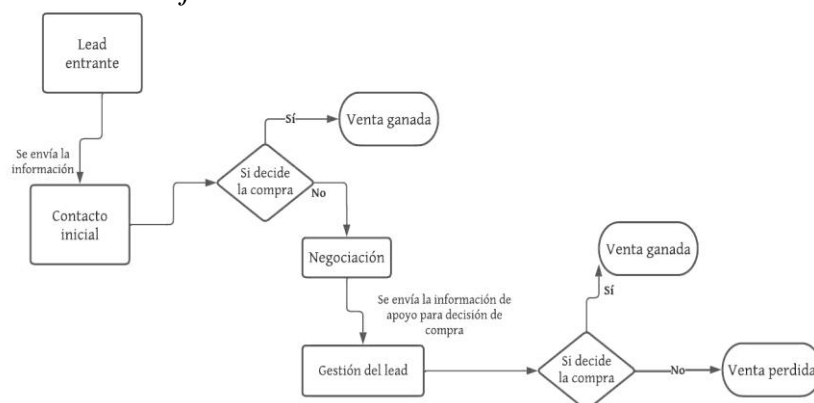 Lead
entrante
Se envía la
información
Contacto
inicial
Si decide
la compra
Sí
Venta ganada
No
Negociación
Se envía la información de
apoyo para decisión de
compra
Gestión del lead
Si decide
la compra
Sí
Venta ganada
No
Venta perdida